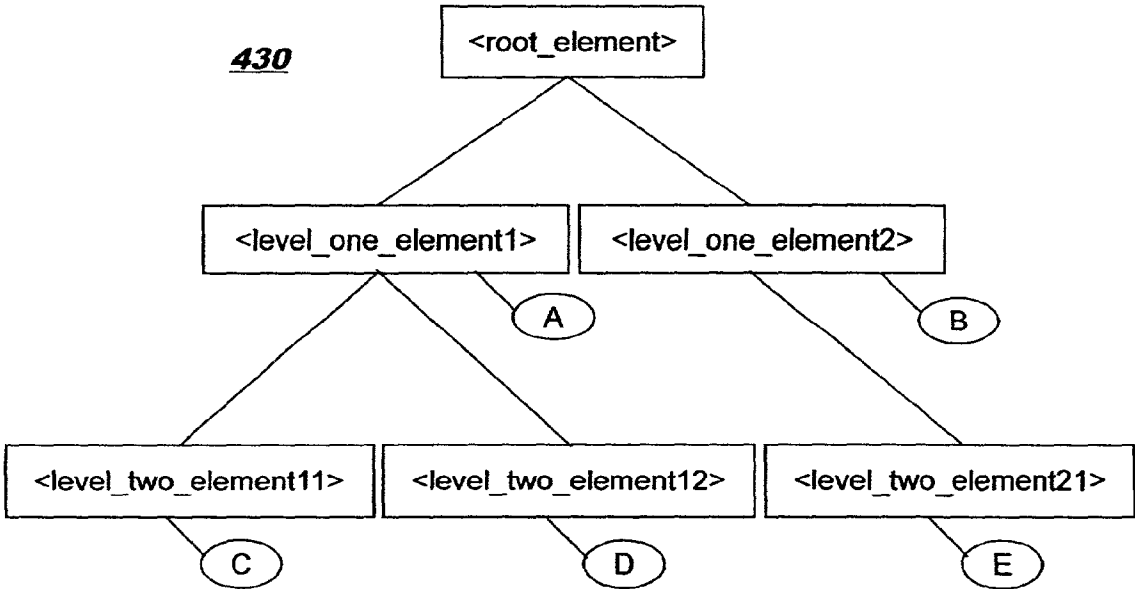 430
<root_element>
<level_one_element1> <level_one_element2>
A B
<level_two_element11> <level_two_element12> <level_two_element21>
C D E